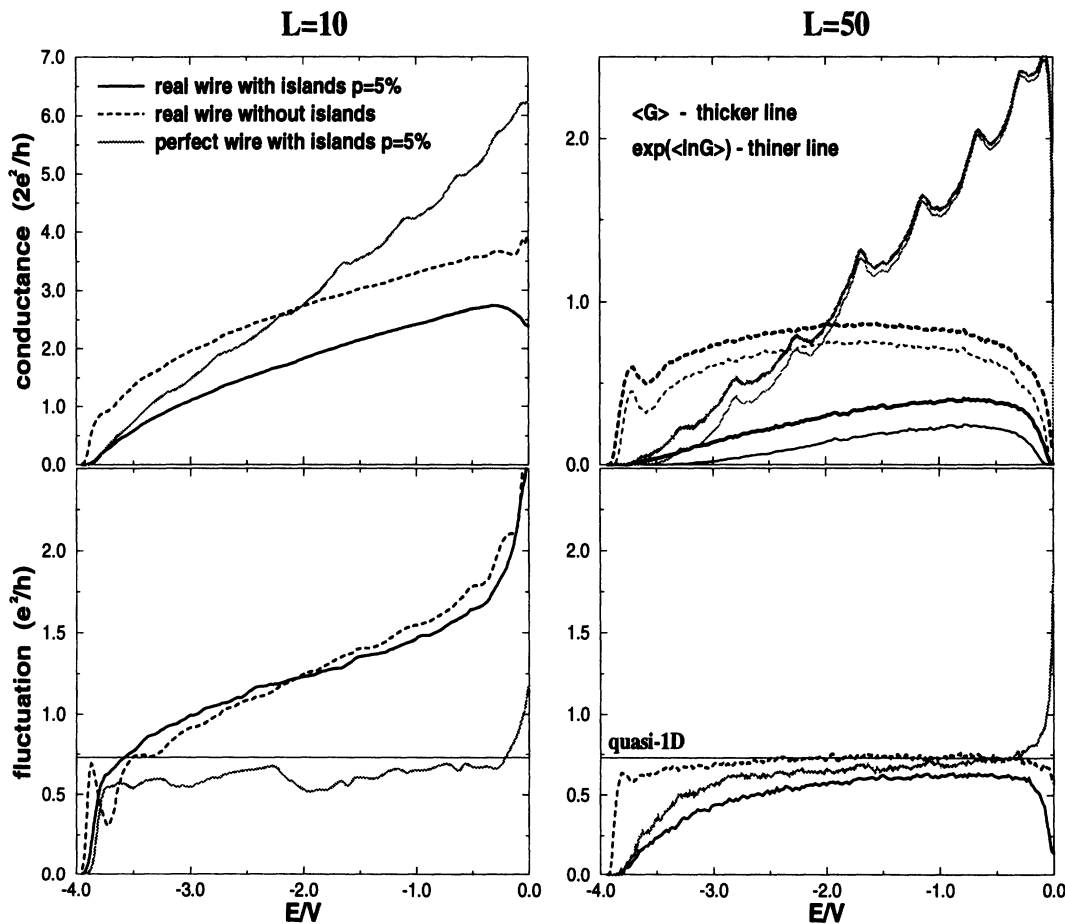 L=10
L=50
7.0
6.0
5.0
4.0
3.0
2.0
1.0
0.0
conductance (2e²/h)
real wire with islands p=5%
real wire without islands
perfect wire with islands p=5%
2.0
1.0
0.0
<G> - thicker line
exp(<lnG>) - thiner line
2.0
1.5
1.0
0.5
0.0
fluctuation (e²/h)
-4.0
-3.0
-2.0
-1.0
0.0
E/V
2.0
1.5
1.0
0.5
0.0
quasi-1D
-4.0
-3.0
-2.0
-1.0
0.0
E/V